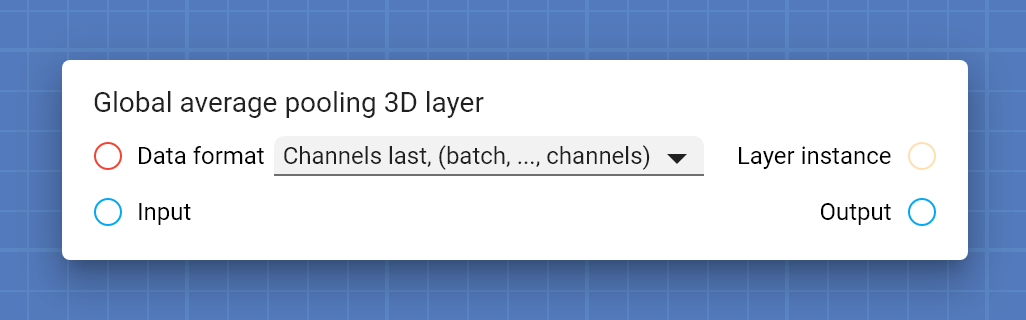 Global average pooling 3D layer
Data format Channels last, (batch, ..., channels) Layer instance
Input Output